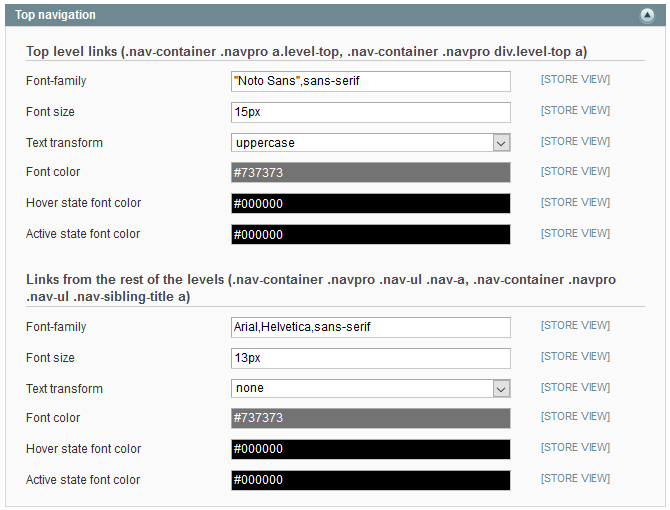 Top navigation
Top level links (.nav-container .navpro a.level-top, .nav-container .navpro div.level-top a)
Font-family "Noto Sans",sans-serif [STORE VIEW]
Font size 15px [STORE VIEW]
Text transform uppercase [STORE VIEW]
Font color #737373 [STORE VIEW]
Hover state font color #000000 [STORE VIEW]
Active state font color #000000 [STORE VIEW]
Links from the rest of the levels (.nav-container .navpro .nav-ul .nav-a, .nav-container .navpro
.nav-ul .nav-sibling-title a)
Font-family Arial,Helvetica,sans-serif [STORE VIEW]
Font size 13px [STORE VIEW]
Text transform none [STORE VIEW]
Font color #737373 [STORE VIEW]
Hover state font color #000000 [STORE VIEW]
Active state font color #000000 [STORE VIEW]